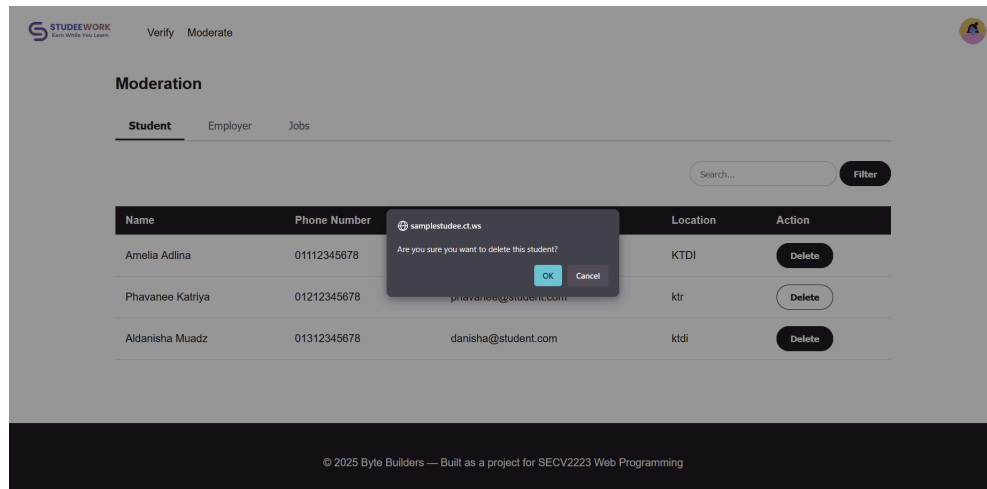 STUDEEWORK
Earn While You Learn
Verify Moderate
Moderation
Student Employer Jobs
Search... Filter
Name Phone Number Location Action
samplestudee.ct.ws
Are you sure you want to delete this student?
OK Cancel
Amelia Adlina 01112345678 KTDI Delete
Phavanee Katriya 01212345678 phavanee@student.com ktr Delete
Aldanisha Muadz 01312345678 danisha@student.com ktdi Delete
© 2025 Byte Builders — Built as a project for SECV2223 Web Programming